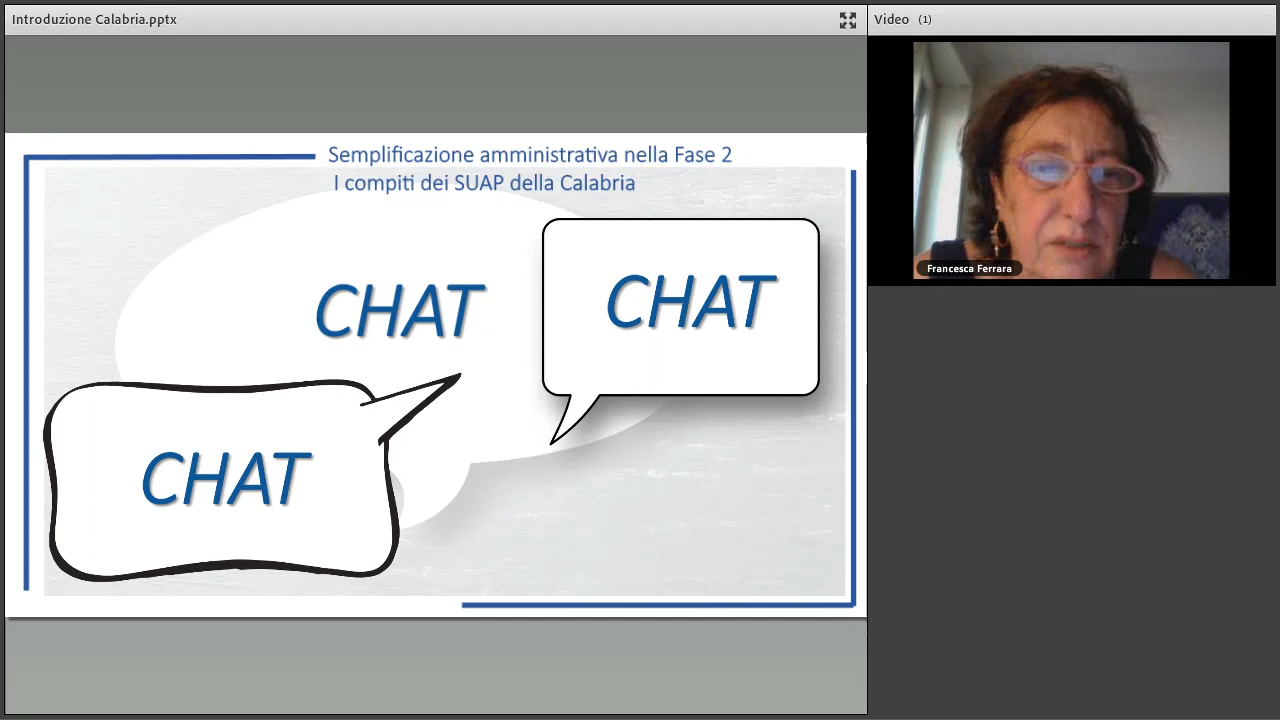 Introduzione Calabria.pptx
Video (1)
Semplificazione amministrativa nella Fase 2
I compiti dei SUAP della Calabria
CHAT
CHAT
CHAT
Francesca Ferrara